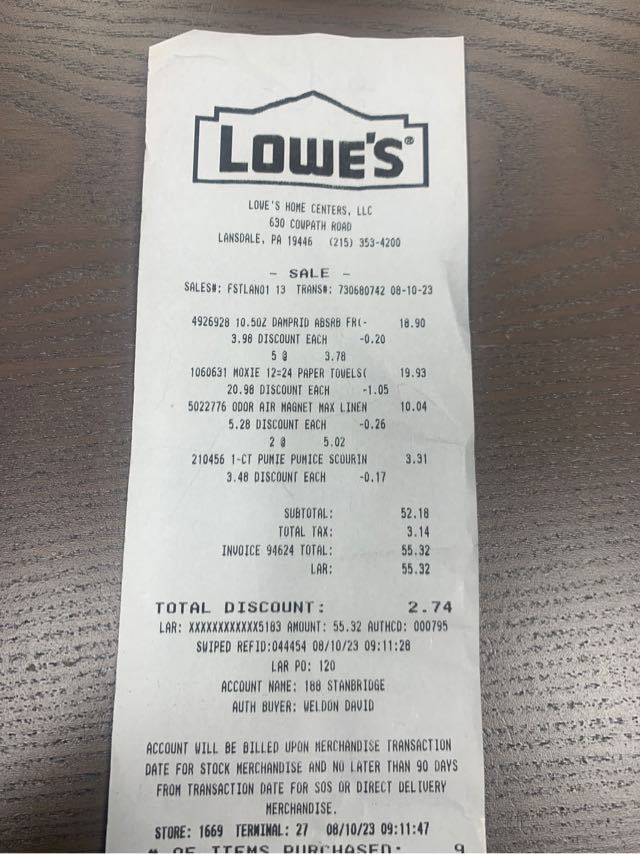 LOWE'S®
LOWE'S HOME CENTERS, LLC
630 COWPATH ROAD
LANSDALE, PA 19446 (215) 353-4200
- SALE -
SALES#: FSTLAN01 13 TRANS#: 730680742 08-10-23
4926928 10.5OZ DAMPRID ABSRB FR(- 18.90
3.98 DISCOUNT EACH -0.20
5 @ 3.78
1060631 MOXIE 12=24 PAPER TOWELS( 19.93
20.98 DISCOUNT EACH -1.05
5022776 ODOR AIR MAGNET MAX LINEN 10.04
5.28 DISCOUNT EACH -0.26
2 @ 5.02
210456 1-CT PUMIE PUMICE SCOURIN 3.31
3.48 DISCOUNT EACH -0.17
SUBTOTAL: 52.18
TOTAL TAX: 3.14
INVOICE 94624 TOTAL: 55.32
LAR: 55.32
TOTAL DISCOUNT: 2.74
LAR: XXXXXXXXXXXX5183 AMOUNT: 55.32 AUTHCD: 000795
SWIPED REFID:044454 08/10/23 09:11:28
LAR PO: 120
ACCOUNT NAME: 188 STANBRIDGE
AUTH BUYER: WELDON DAVID
ACCOUNT WILL BE BILLED UPON MERCHANDISE TRANSACTION
DATE FOR STOCK MERCHANDISE AND NO LATER THAN 90 DAYS
FROM TRANSACTION DATE FOR SOS OR DIRECT DELIVERY
MERCHANDISE.
STORE: 1669 TERMINAL: 27 08/10/23 09:11:47
# OF ITEMS PURCHASED: 9